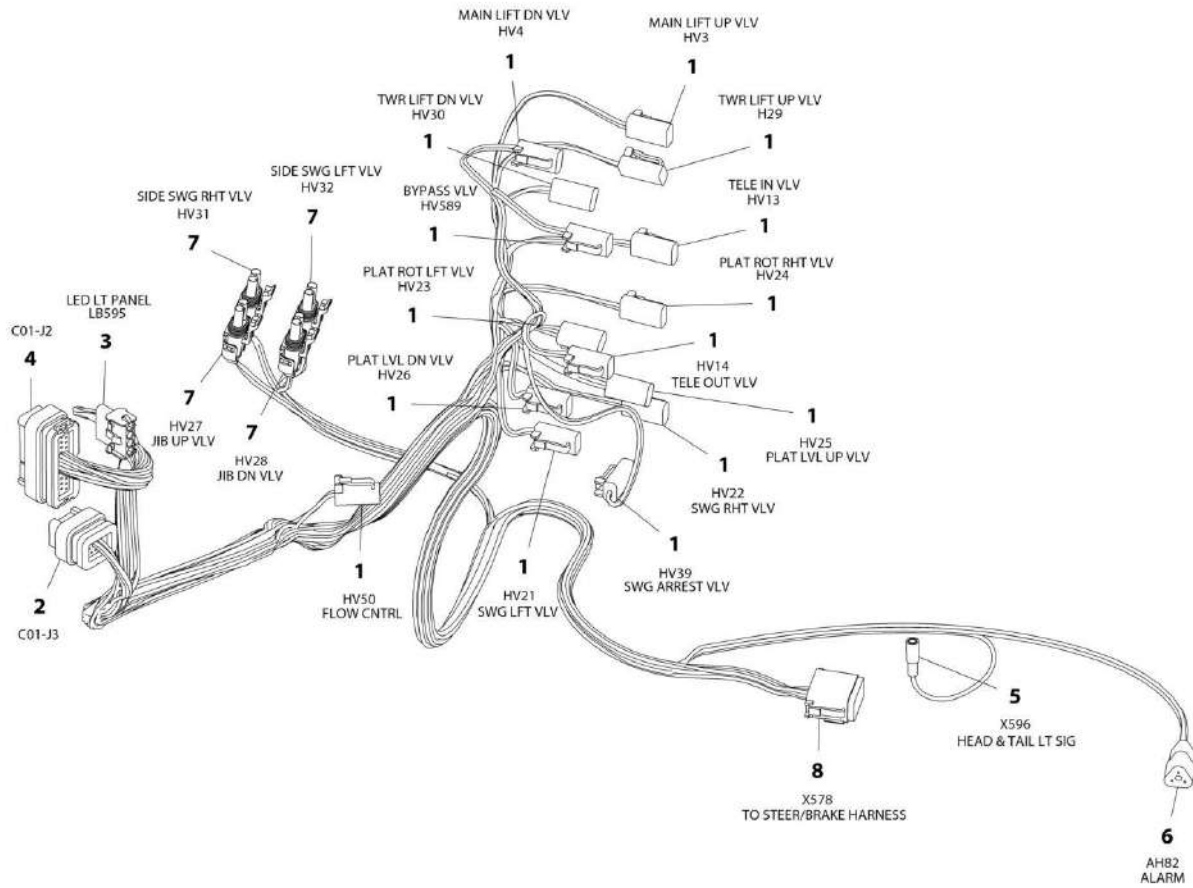 MAIN LIFT DN VLV
HV4
1
MAIN LIFT UP VLV
HV3
1
TWR LIFT DN VLV
HV30
1
TWR LIFT UP VLV
H29
1
SIDE SWG LFT VLV
HV32
7
SIDE SWG RHT VLV
HV31
7
BYPASS VLV
HV589
1
TELE IN VLV
HV13
1
PLAT ROT LFT VLV
HV23
1
PLAT ROT RHT VLV
HV24
1
LED LT PANEL
LB595
3
C01-J2
4
PLAT LVL DN VLV
HV26
1
1
HV14
TELE OUT VLV
7
HV27
JIB UP VLV
7
HV28
JIB DN VLV
1
HV25
PLAT LVL UP VLV
1
HV22
SWG RHT VLV
1
HV39
SWG ARREST VLV
2
C01-J3
1
HV50
FLOW CNTRL
1
HV21
SWG LFT VLV
5
X596
HEAD & TAIL LT SIG
8
X578
TO STEER/BRAKE HARNESS
6
AH82
ALARM